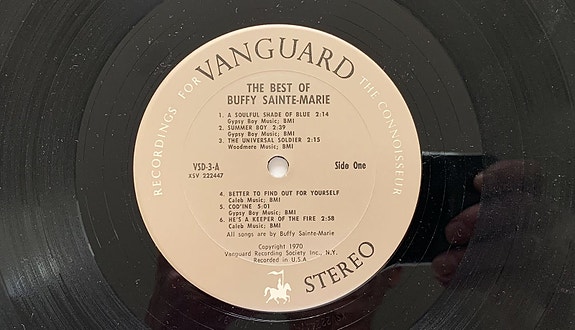 RECORDINGS FOR VANGUARD THE CONNOISSEUR
THE BEST OF
BUFFY SAINTE-MARIE
1. A SOULFUL SHADE OF BLUE 2:14
Gypsy Boy Music; BMI
2. SUMMER BOY 2:39
Gypsy Boy Music; BMI
3. THE UNIVERSAL SOLDIER 2:15
Woodmere Music; BMI
VSD-3-A Side One
XSV 222447
4. BETTER TO FIND OUT FOR YOURSELF
Caleb Music; BMI
5. COD'INE 5:01
Gypsy Boy Music; BMI
6. HE'S A KEEPER OF THE FIRE 2:58
Caleb Music; BMI
All songs are by Buffy Sainte-Marie
Copyright 1970
Vanguard Recording Society Inc., N.Y.
Recorded in U.S.A
STEREO